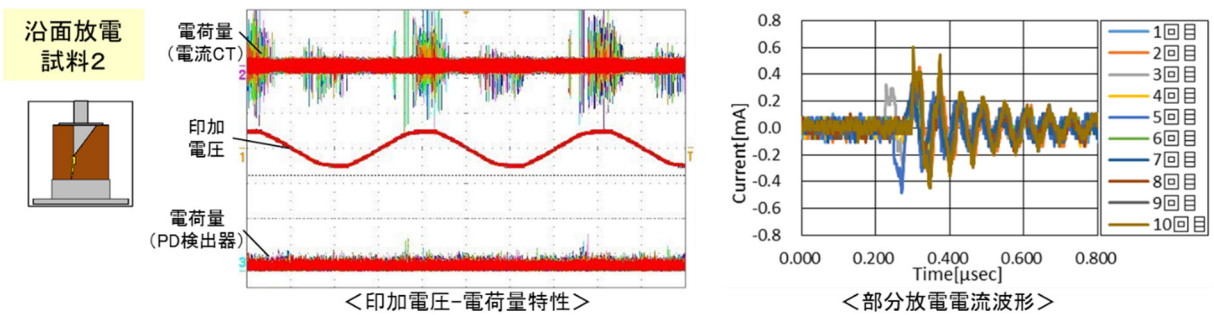 沿面放電
試料2
電荷量
(電流CT)
2
印加
電圧
1
T
電荷量
(PD検出器)
3
<印加電圧-電荷量特性>
0.8
0.6
0.4
0.2
0.0
-0.2
-0.4
-0.6
-0.8
Current[mA]
0.000 0.200 0.400 0.600 0.800
Time[μsec]
1回目
2回目
3回目
4回目
5回目
6回目
7回目
8回目
9回目
10回目
<部分放電電流波形>